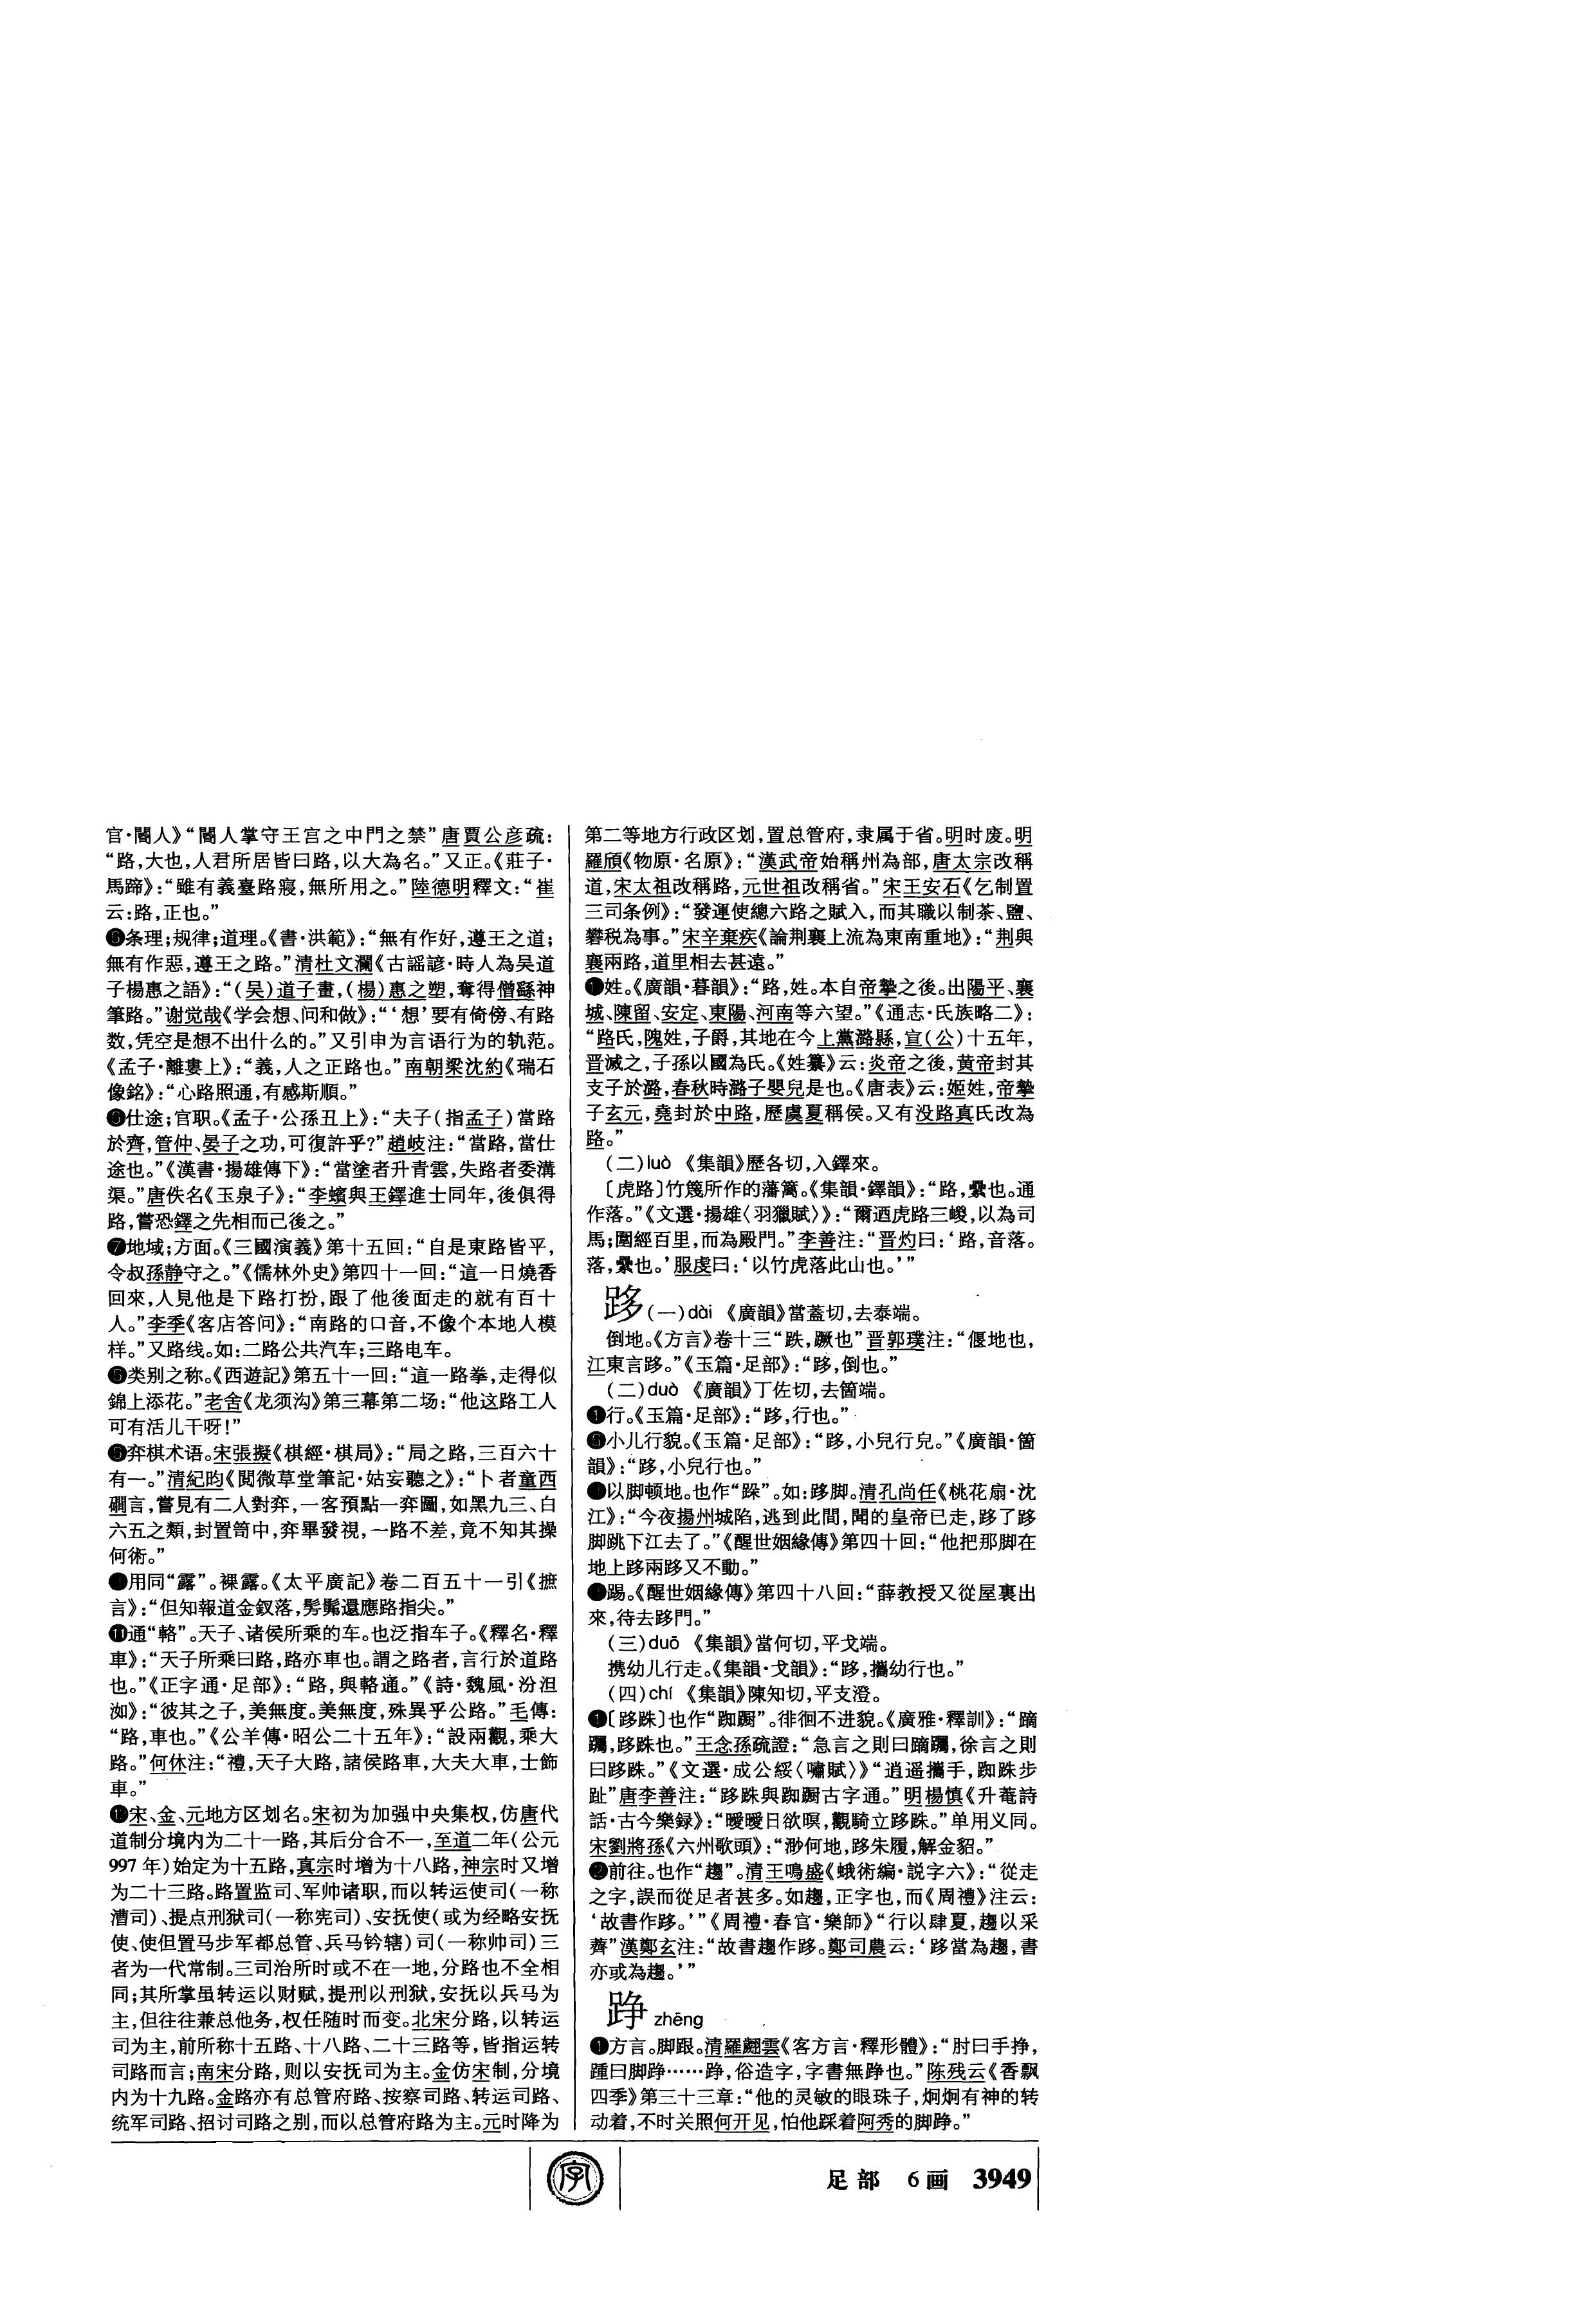 官·閽人》“閽人掌守王宫之中門之禁”唐賈公彦疏：
“路，大也，人君所居皆曰路，以大為名。”又正。《莊子·
馬蹄》：“雖有義臺路寢，無所用之。”陸德明釋文：“崔
云：路，正也。”
❺条理；规律；道理。《書·洪範》：“無有作好，遵王之道；
無有作惡，遵王之路。”清杜文瀾《古謡諺·時人為吴道
子楊惠之語》：“（吴）道子畫，（楊）惠之塑，奪得僧繇神
筆路。”谢觉哉《学会想、问和做》：“‘想’要有倚傍、有路
数，凭空是想不出什么的。”又引申为言语行为的轨范。
《孟子·離婁上》：“義，人之正路也。”南朝梁沈約《瑞石
像銘》：“心路照通，有感斯順。”
仕途；官职。《孟子·公孫丑上》：“夫子（指孟子）當路
於齊，管仲、晏子之功，可復許乎？”趙岐注：“當路，當仕
途也。”《漢書·揚雄傳下》：“當塗者升青雲，失路者委溝
渠。”唐佚名《玉泉子》：“李蠙與王鐸進士同年，後俱得
路，嘗恐鐸之先相而己後之。”
❼地域；方面。《三國演義》第十五回：“自是東路皆平，
令叔孫静守之。”《儒林外史》第四十一回：“這一日燒香
回來，人見他是下路打扮，跟了他後面走的就有百十
人。”李季《客店答问》：“南路的口音，不像个本地人模
样。”又路线。如：二路公共汽车；三路电车。
类别之称。《西遊記》第五十一回：“這一路拳，走得似
錦上添花。”老舍《龙须沟》第三幕第二场：“他这路工人
可有活儿干呀！”
弈棋术语。宋張擬《棋經·棋局》：“局之路，三百六十
有一。”清紀昀《閱微草堂筆記·姑妄聽之》：“卜者童西
磵言，嘗見有二人對弈，一客預點一弈圖，如黑九三、白
六五之類，封置筒中，弈畢發視，一路不差，竟不知其操
何術。”
用同“露”。裸露。《太平廣記》卷二百五十一引《摭
言》：“但知報道金釵落，髣髴還應路指尖。”
⓫通“輅”。天子、诸侯所乘的车。也泛指车子。《釋名·釋
車》：“天子所乘曰路，路亦車也。謂之路者，言行於道路
也。”《正字通·足部》：“路，與輅通。”《詩·魏風·汾沮
洳》：“彼其之子，美無度。美無度，殊異乎公路。”毛傳：
“路，車也。”《公羊傳·昭公二十五年》：“設兩觀，乘大
路。”何休注：“禮，天子大路，諸侯路車，大夫大車，士飾
車。”
宋、金、元地方区划名。宋初为加强中央集权，仿唐代
道制分境内为二十一路，其后分合不一，至道二年（公元
997 年）始定为十五路，真宗时增为十八路，神宗时又增
为二十三路。路置监司、军帅诸职，而以转运使司（一称
漕司）、提点刑狱司（一称宪司）、安抚使（或为经略安抚
使、使但置马步军都总管、兵马钤辖）司（一称帅司）三
者为一代常制。三司治所时或不在一地，分路也不全相
同；其所掌虽转运以财赋，提刑以刑狱，安抚以兵马为
主，但往往兼总他务，权任随时而变。北宋分路，以转运
司为主，前所称十五路、十八路、二十三路等，皆指运转
司路而言；南宋分路，则以安抚司为主。金仿宋制，分境
内为十九路。金路亦有总管府路、按察司路、转运司路、
统军司路、招讨司路之别，而以总管府路为主。元时降为
第二等地方行政区划，置总管府，隶属于省。明时废。明
羅頎《物原·名原》：“漢武帝始稱州為部，唐太宗改稱
道，宋太祖改稱路，元世祖改稱省。”宋王安石《乞制置
三司条例》：“發運使總六路之賦入，而其職以制茶、鹽、
礬税為事。”宋辛棄疾《論荆襄上流為東南重地》：“荆與
襄兩路，道里相去甚遠。”
姓。《廣韻·暮韻》：“路，姓。本自帝摯之後。出陽平、襄
城、陳留、安定、東陽、河南等六望。”《通志·氏族略二》：
“路氏，隗姓，子爵，其地在今上黨潞縣，宣（公）十五年，
晋滅之，子孫以國為氏。《姓纂》云：炎帝之後，黄帝封其
支子於潞，春秋時潞子嬰兒是也。《唐表》云：姬姓，帝摯
子玄元，堯封於中路，歷虞夏稱侯。又有没路真氏改為
路。”
（二）luò　《集韻》歷各切，入鐸來。
〔虎路〕竹篾所作的藩篱。《集韻·鐸韻》：“路，纍也。通
作落。”《文選·揚雄〈羽獵賦〉》：“爾迺虎路三嵕，以為司
馬；圍經百里，而為殿門。”李善注：“晋灼曰：‘路，音落。
落，纍也。’服虔曰：‘以竹虎落此山也。’”
跢（一）dài　《廣韻》當蓋切，去泰端。
倒地。《方言》卷十三“跌，蹷也”晋郭璞注：“偃地也，
江東言跢。”《玉篇·足部》：“跢，倒也。”
（二）duò　《廣韻》丁佐切，去箇端。
❶行。《玉篇·足部》：“跢，行也。”
小儿行貌。《玉篇·足部》：“跢，小兒行皃。”《廣韻·箇
韻》：“跢，小兒行也。”
以脚顿地。也作“跺”。如：跢脚。清孔尚任《桃花扇·沈
江》：“今夜揚州城陷，逃到此間，聞的皇帝已走，跢了跢
脚跳下江去了。”《醒世姻緣傳》第四十回：“他把那脚在
地上跢兩跢又不動。”
踢。《醒世姻緣傳》第四十八回：“薛教授又從屋裏出
來，待去跢門。”
（三）duō　《集韻》當何切，平戈端。
携幼儿行走。《集韻·戈韻》：“跢，攜幼行也。”
（四）chí　《集韻》陳知切，平支澄。
❶〔跢跦〕也作“踟躕”。徘徊不进貌。《廣雅·釋訓》：“蹢
躅，跢跦也。”王念孫疏證：“急言之則曰蹢躅，徐言之則
曰跢跦。”《文選·成公綏〈嘯賦〉》“逍遥攜手，踟跦步
趾”唐李善注：“跢跦與踟躕古字通。”明楊慎《升菴詩
話·古今樂録》：“曖曖日欲暝，觀騎立跢跦。”单用义同。
宋劉將孫《六州歌頭》：“渺何地，跢朱履，解金貂。”
❷前往。也作“趨”。清王鳴盛《蛾術編·説字六》：“從走
之字，誤而從足者甚多。如趨，正字也，而《周禮》注云：
‘故書作跢。’”《周禮·春官·樂師》“行以肆夏，趨以采
薺”漢鄭玄注：“故書趨作跢。鄭司農云：‘跢當為趨，書
亦或為趨。’”
踭 zhēng
❶方言。脚跟。清羅翽雲《客方言·釋形體》：“肘曰手挣，
踵曰脚踭……踭，俗造字，字書無踭也。”陈残云《香飘
四季》第三十三章：“他的灵敏的眼珠子，炯炯有神的转
动着，不时关照何开见，怕他踩着阿秀的脚踭。”
字
足部　6画　3949